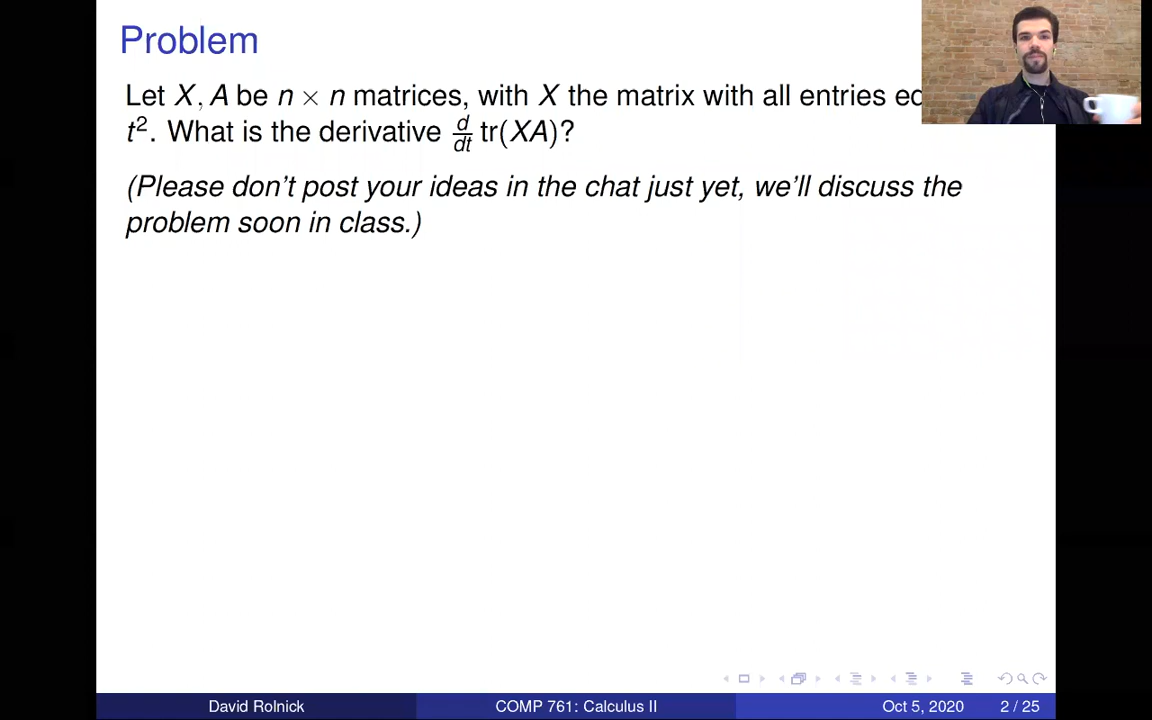 Problem
Let X, A be n × n matrices, with X the matrix with all entries
t². What is the derivative d/dt tr(XA)?
(Please don't post your ideas in the chat just yet, we'll discuss the
problem soon in class.)
David Rolnick
COMP 761: Calculus II
Oct 5, 2020
2 / 25